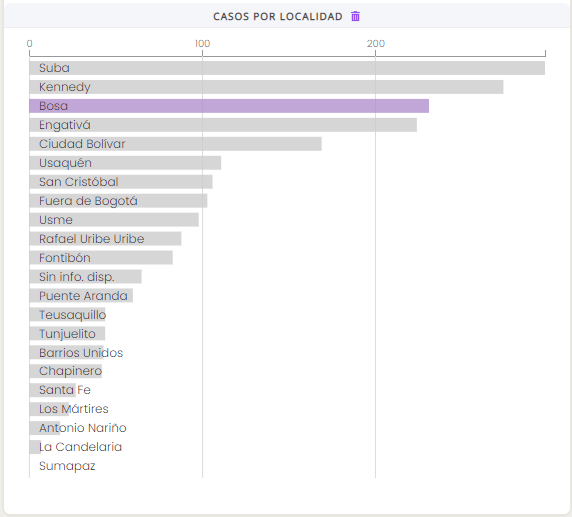 CASOS POR LOCALIDAD
0 100 200
Suba
Kennedy
Bosa
Engativá
Ciudad Bolívar
Usaquén
San Cristóbal
Fuera de Bogotá
Usme
Rafael Uribe Uribe
Fontibón
Sin info. disp.
Puente Aranda
Teusaquillo
Tunjuelito
Barrios Unidos
Chapinero
Santa Fe
Los Mártires
Antonio Nariño
La Candelaria
Sumapaz